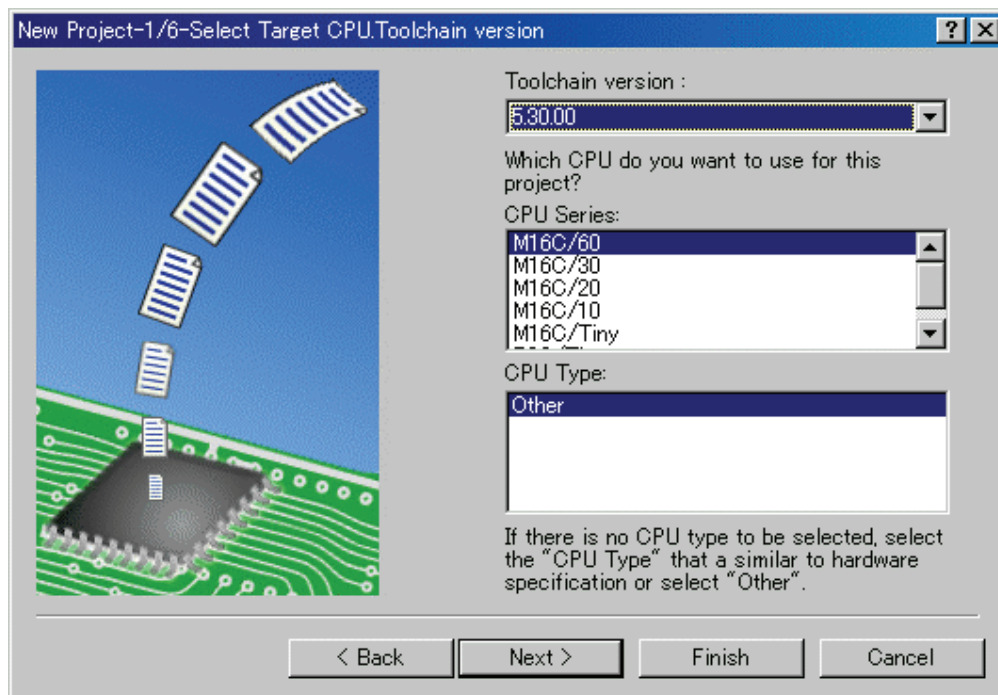 New Project-1/6-Select Target CPU.Toolchain version
Toolchain version :
5.30.00
Which CPU do you want to use for this
project?
CPU Series:
M16C/60
M16C/30
M16C/20
M16C/10
M16C/Tiny
CPU Type:
Other
If there is no CPU type to be selected, select
the "CPU Type" that a similar to hardware
specification or select "Other".
< Back
Next >
Finish
Cancel